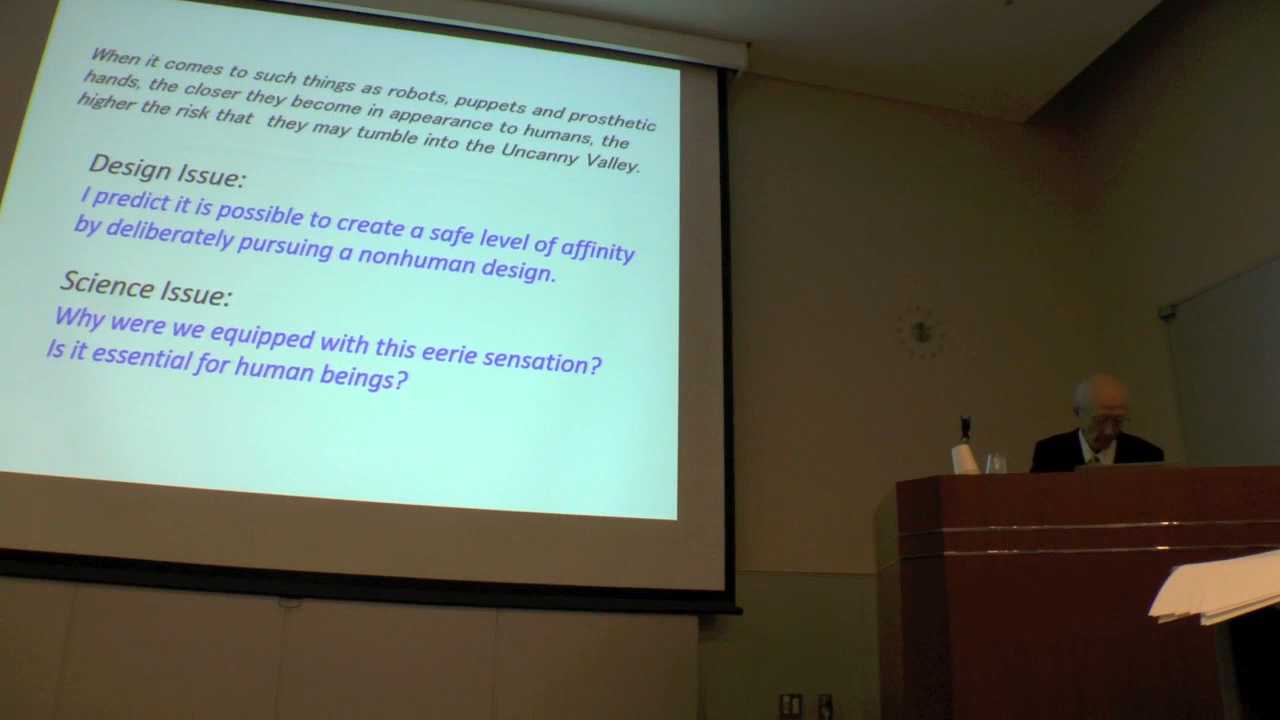 When it comes to such things as robots, puppets and prosthetic
hands, the closer they become in appearance to humans, the
higher the risk that they may tumble into the Uncanny Valley.
Design Issue:
I predict it is possible to create a safe level of affinity
by deliberately pursuing a nonhuman design.
Science Issue:
Why were we equipped with this eerie sensation?
Is it essential for human beings?